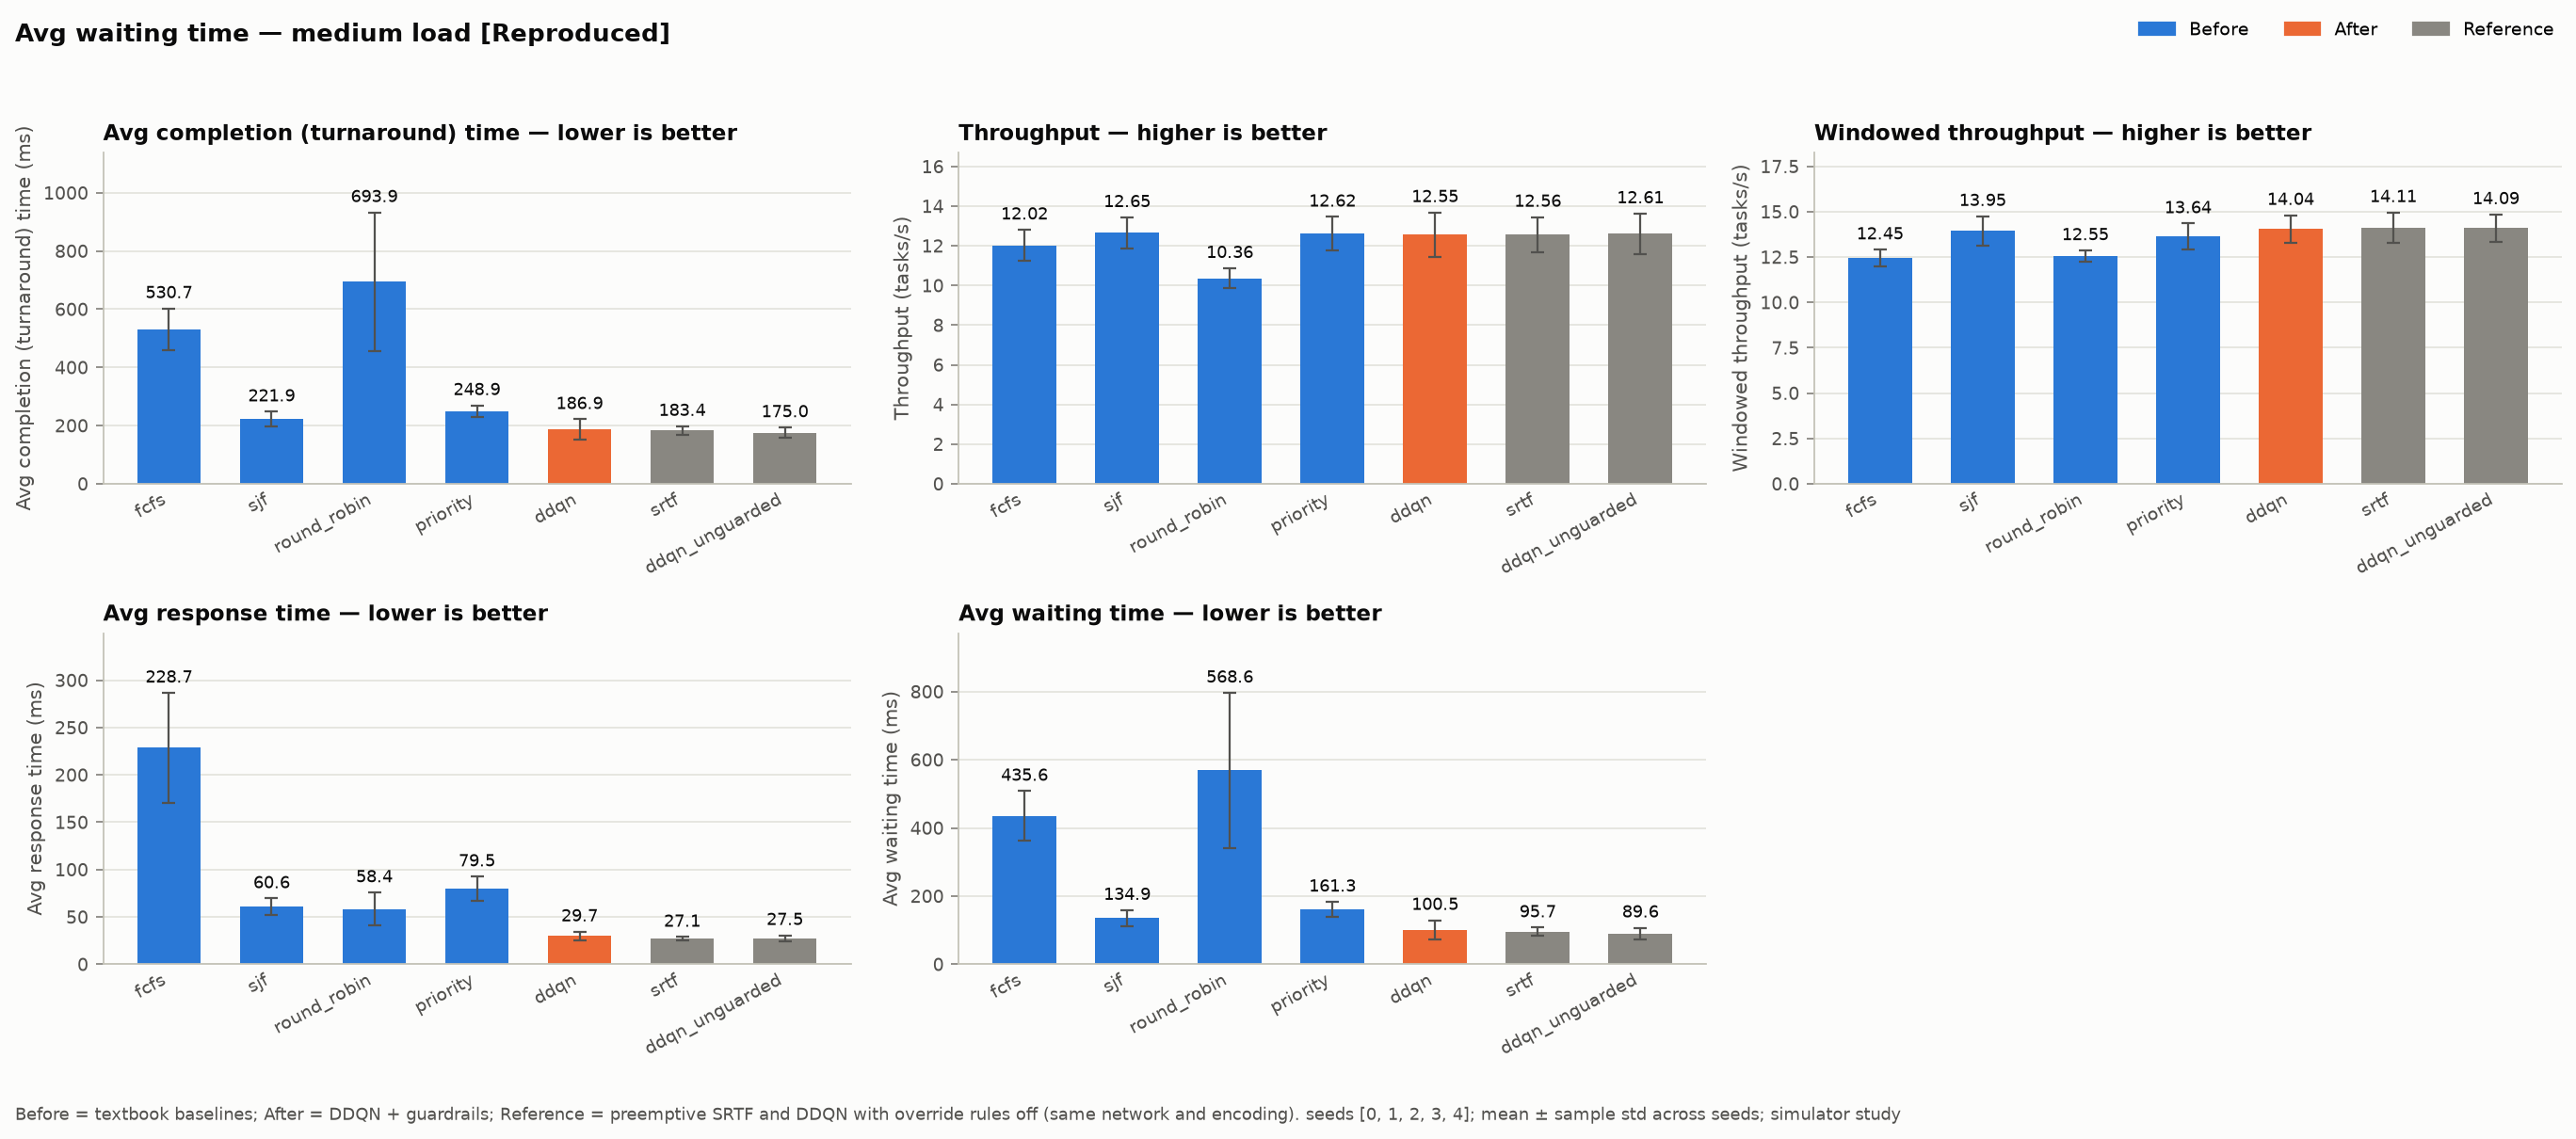 Avg waiting time — medium load [Reproduced]
Before
After
Reference
Avg completion (turnaround) time — lower is better
Avg completion (turnaround) time (ms)
1000
800
600
400
200
0
530.7
221.9
693.9
248.9
186.9
183.4
175.0
fcfs
sjf
round_robin
priority
ddqn
srtf
ddqn_unguarded
Throughput — higher is better
Throughput (tasks/s)
16
14
12
10
8
6
4
2
0
12.02
12.65
10.36
12.62
12.55
12.56
12.61
fcfs
sjf
round_robin
priority
ddqn
srtf
ddqn_unguarded
Windowed throughput — higher is better
Windowed throughput (tasks/s)
17.5
15.0
12.5
10.0
7.5
5.0
2.5
0.0
12.45
13.95
12.55
13.64
14.04
14.11
14.09
fcfs
sjf
round_robin
priority
ddqn
srtf
ddqn_unguarded
Avg response time — lower is better
Avg response time (ms)
300
250
200
150
100
50
0
228.7
60.6
58.4
79.5
29.7
27.1
27.5
fcfs
sjf
round_robin
priority
ddqn
srtf
ddqn_unguarded
Avg waiting time — lower is better
Avg waiting time (ms)
800
600
400
200
0
435.6
134.9
568.6
161.3
100.5
95.7
89.6
fcfs
sjf
round_robin
priority
ddqn
srtf
ddqn_unguarded
Before = textbook baselines; After = DDQN + guardrails; Reference = preemptive SRTF and DDQN with override rules off (same network and encoding). seeds [0, 1, 2, 3, 4]; mean ± sample std across seeds; simulator study